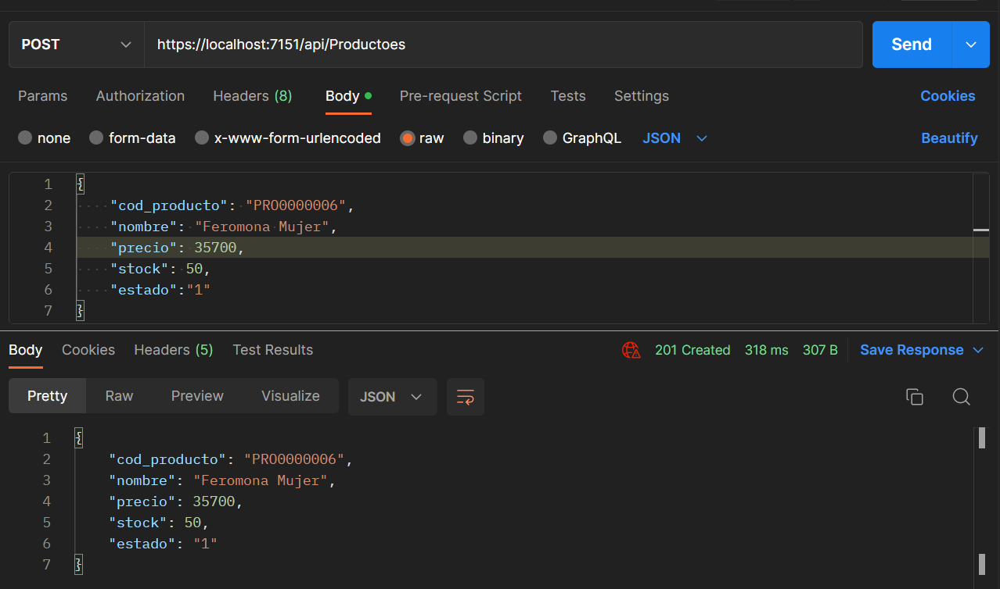 POST https://localhost:7151/api/Productoes Send
Params Authorization Headers (8) Body Pre-request Script Tests Settings Cookies
none form-data x-www-form-urlencoded raw binary GraphQL JSON Beautify
1 {
2 "cod_producto": "PRO0000006",
3 "nombre": "Feromona Mujer",
4 "precio": 35700,
5 "stock": 50,
6 "estado":"1"
7 }
Body Cookies Headers (5) Test Results 201 Created 318 ms 307 B Save Response
Pretty Raw Preview Visualize JSON
1 {
2 "cod_producto": "PRO0000006",
3 "nombre": "Feromona Mujer",
4 "precio": 35700,
5 "stock": 50,
6 "estado": "1"
7 }